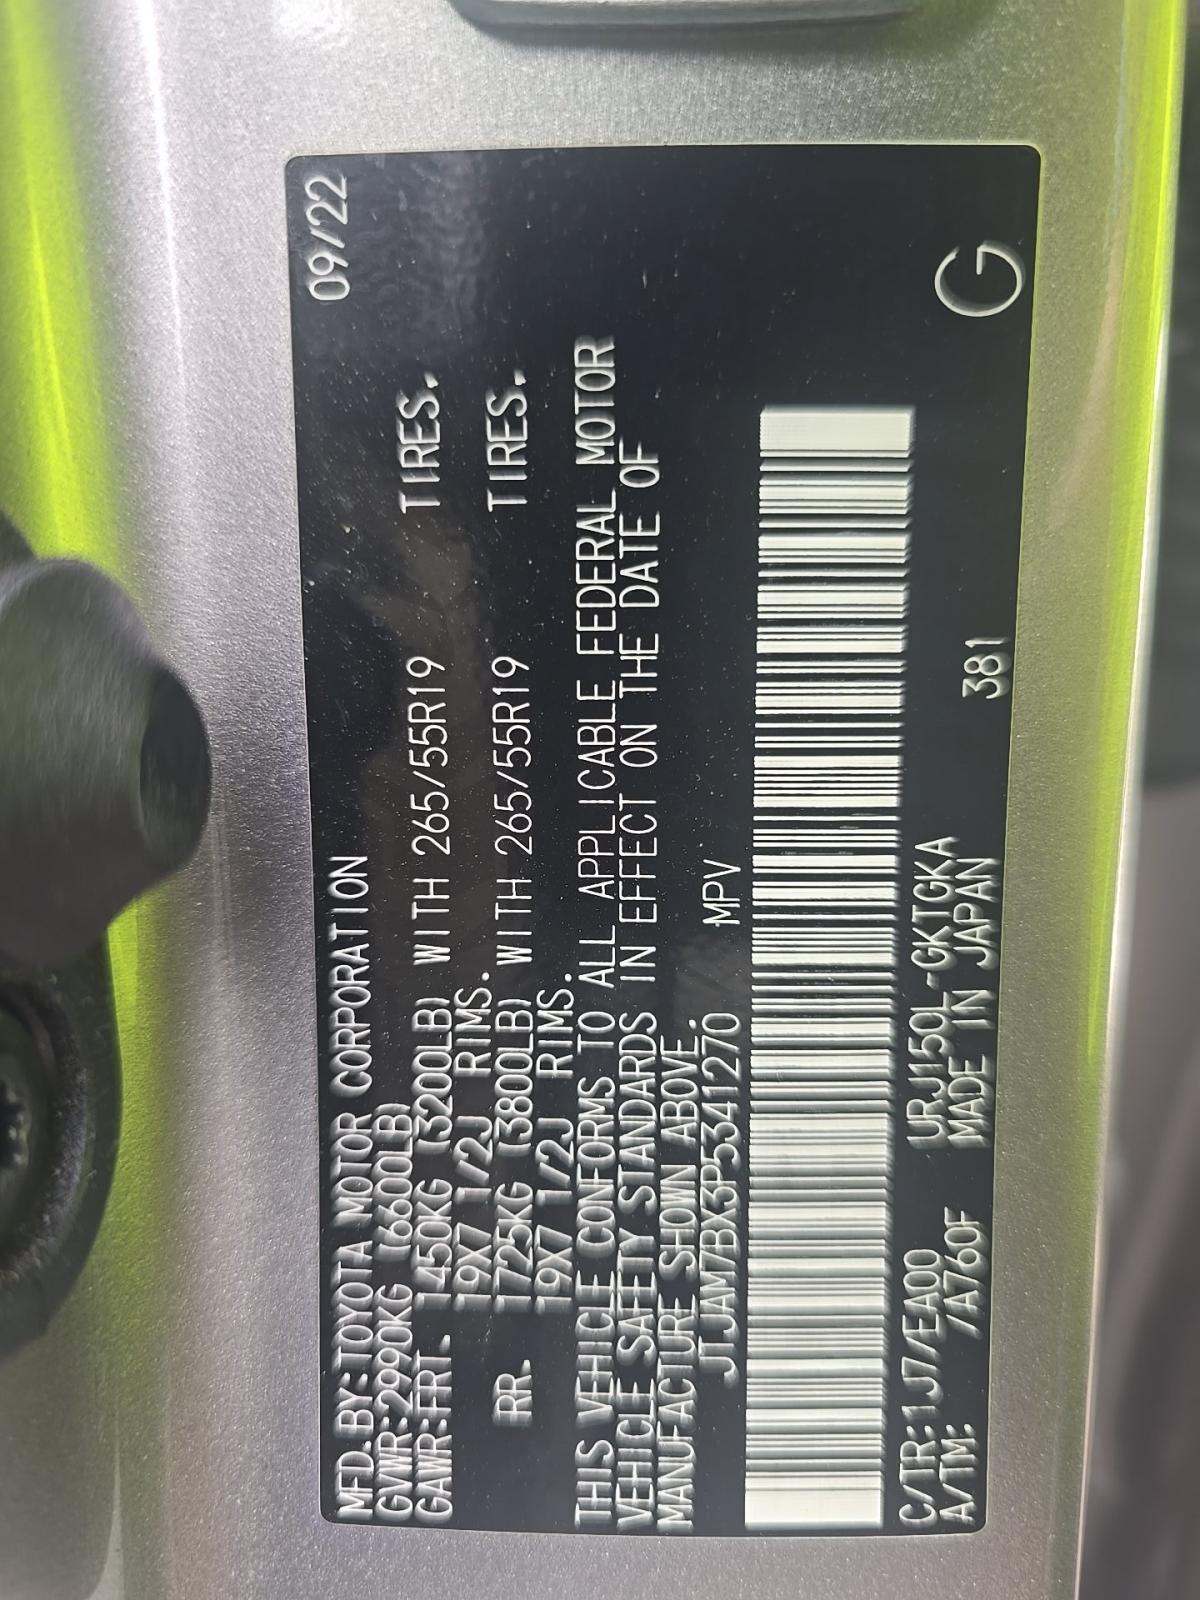 MFD.BY:TOYOTA MOTOR CORPORATION 09/22
GVWR:2990KG (6600LB)
GAWR:FRT. 1450KG (3200LB) WITH 265/55R19 TIRES.
19X7 1/2J RIMS.
RR. 1725KG (3800LB) WITH 265/55R19 TIRES.
19X7 1/2J RIMS.
THIS VEHICLE CONFORMS TO ALL APPLICABLE FEDERAL MOTOR
VEHICLE SAFETY STANDARDS IN EFFECT ON THE DATE OF
MANUFACTURE SHOWN ABOVE.
JTJAM7BX3P5341270 MPV
C/TR:1J7/EA00 URJ150L-GKTGKA
A/TM: /A760F MADE IN JAPAN 381 G